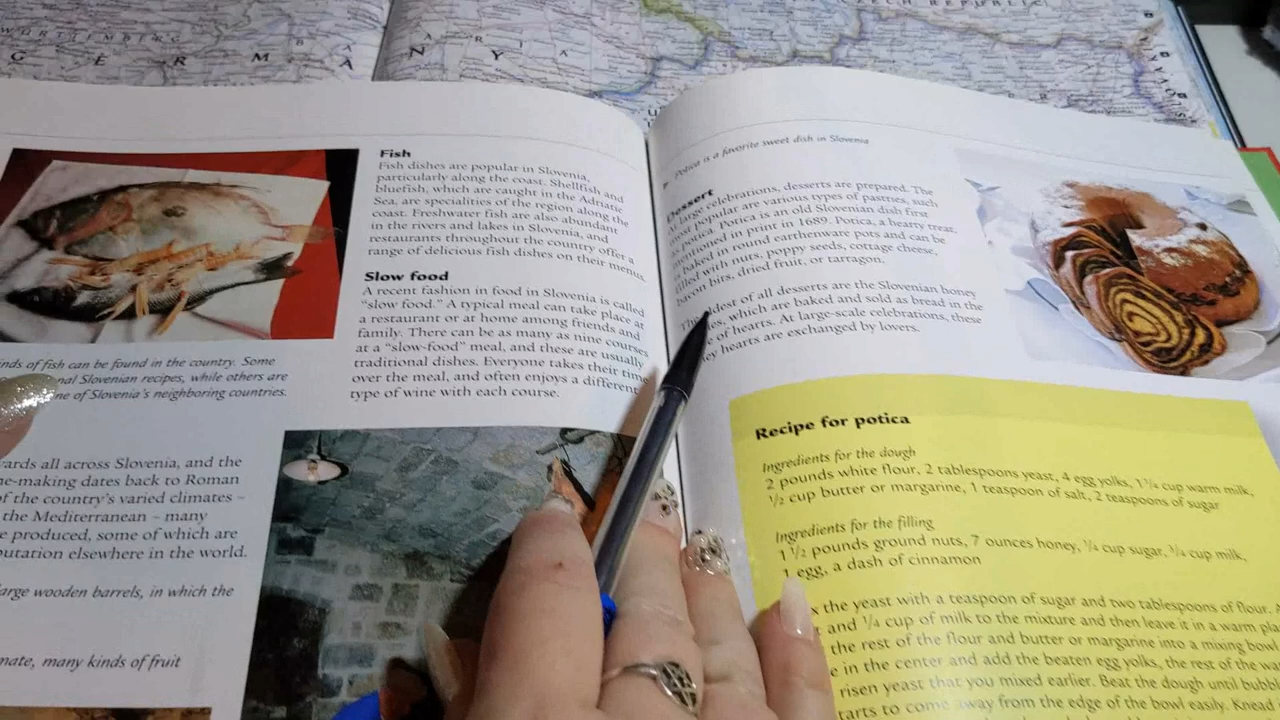 WÜRTTEMBERG
B A
CZECH REPUBLIC
G E R M A N Y
Fish
Fish dishes are popular in Slovenia,
particularly along the coast. Shellfish and
bluefish, which are caught in the Adriatic
Sea, are specialities of the region along the
coast. Freshwater fish are also abundant
in the rivers and lakes in Slovenia, and
restaurants throughout the country offer a
range of delicious fish dishes on their menus.
Slow food
A recent fashion in food in Slovenia is called
“slow food.” A typical meal can take place at
a restaurant or at home among friends and
family. There can be as many as nine courses
at a “slow-food” meal, and these are usually
traditional dishes. Everyone takes their time
over the meal, and often enjoys a different
type of wine with each course.
inds of fish can be found in the country. Some
nal Slovenian recipes, while others are
ne of Slovenia's neighboring countries.
ards all across Slovenia, and the
ne-making dates back to Roman
of the country's varied climates –
the Mediterranean – many
e produced, some of which are
putation elsewhere in the world.
arge wooden barrels, in which the
mate, many kinds of fruit
Potica is a favorite sweet dish in Slovenia
Dessert
large celebrations, desserts are prepared. The
most popular are various types of pastries, such
potica. Potica is an old Slovenian dish first
mentioned in print in 1689. Potica, a hearty treat,
baked in round earthenware pots and can be
filled with nuts, poppy seeds, cottage cheese,
bacon bits, dried fruit, or tarragon.
The oldest of all desserts are the Slovenian honey
es, which are baked and sold as bread in the
e of hearts. At large-scale celebrations, these
ey hearts are exchanged by lovers.
Recipe for potica
Ingredients for the dough
2 pounds white flour, 2 tablespoons yeast, 4 egg yolks, 1 1/4 cup warm milk,
1/2 cup butter or margarine, 1 teaspoon of salt, 2 teaspoons of sugar
Ingredients for the filling
1 1/2 pounds ground nuts, 7 ounces honey, 1/4 cup sugar, 3/4 cup milk,
1 egg, a dash of cinnamon
x the yeast with a teaspoon of sugar and two tablespoons of flour.
r and 1/4 cup of milk to the mixture and then leave it in a warm pla
the rest of the flour and butter or margarine into a mixing bowl
e in the center and add the beaten egg yolks, the rest of the wa
risen yeast that you mixed earlier. Beat the dough until bubbl
tarts to come away from the edge of the bowl easily. Knead